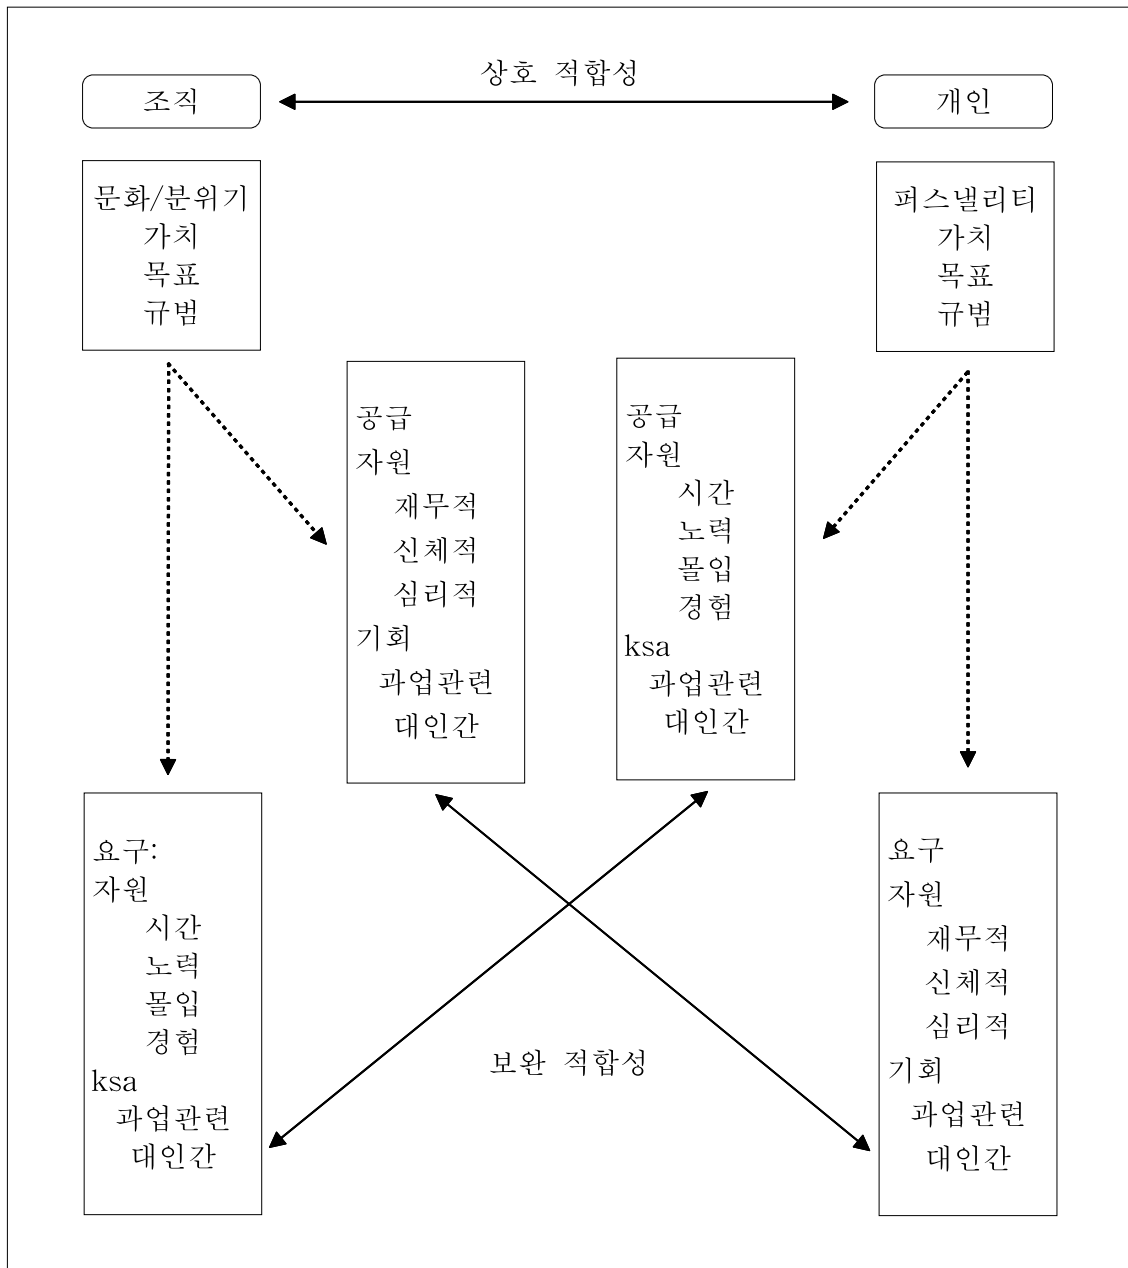 상호 적합성
조직
개인
문화/분위기
가치
목표
규범
퍼스낼리티
가치
목표
규범
공급
자원
재무적
신체적
심리적
기회
과업관련
대인간
공급
자원
시간
노력
몰입
경험
ksa
과업관련
대인간
요구:
자원
시간
노력
몰입
경험
ksa
과업관련
대인간
보완 적합성
요구
자원
재무적
신체적
심리적
기회
과업관련
대인간